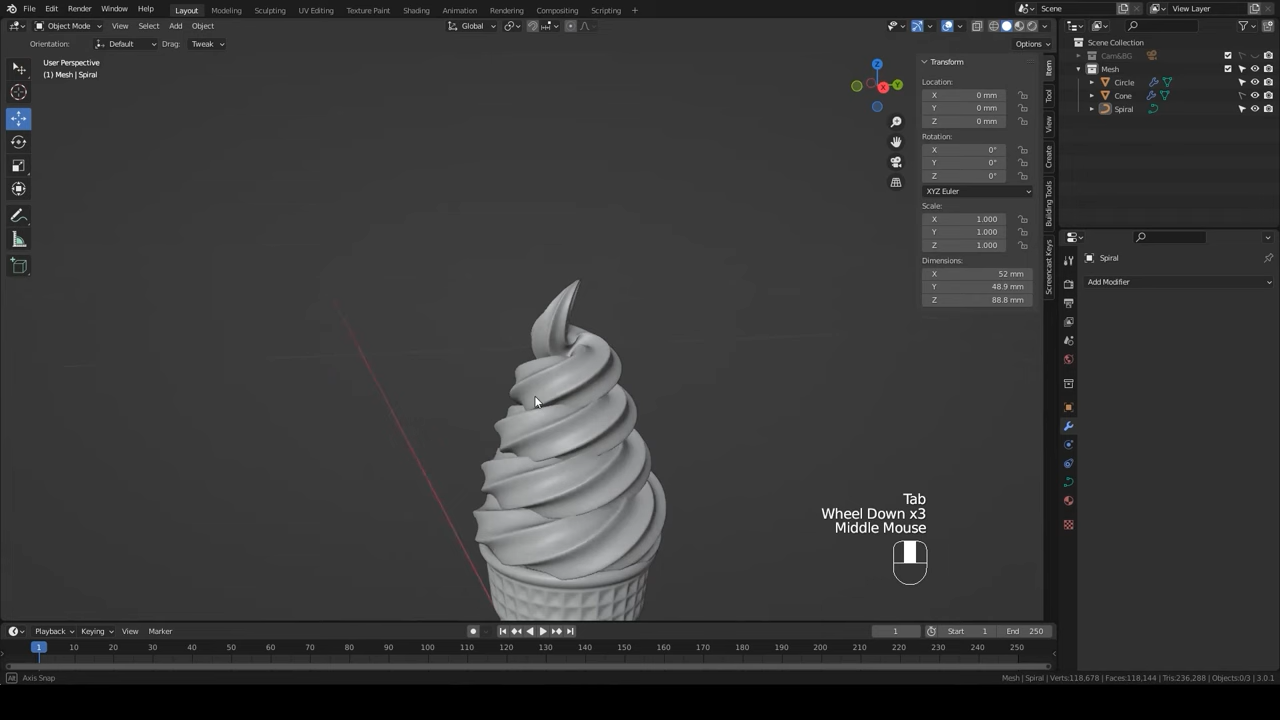 File Edit Render Window Help Layout Modeling Sculpting UV Editing Texture Paint Shading Animation Rendering Compositing Scripting + Scene View Layer
Object Mode View Select Add Object Global
Orientation: Default Drag: Tweak Options
User Perspective
(1) Mesh | Spiral
Transform
Location:
X 0 mm
Y 0 mm
Z 0 mm
Rotation:
X 0°
Y 0°
Z 0°
XYZ Euler
Scale:
X 1.000
Y 1.000
Z 1.000
Dimensions:
X 52 mm
Y 48.9 mm
Z 88.8 mm
Item
Tool
View
Create
Building Tools
Screencast Keys
Scene Collection
Cam&BG
Mesh
Circle
Cone
Spiral
Spiral
Add Modifier
X
Y
Z
Tab
Wheel Down x3
Middle Mouse
Playback Keying View Marker 1 Start 1 End 250
1 10 20 30 40 50 60 70 80 90 100 110 120 130 140 150 160 170 180 190 200 210 220 230 240 250
Alt Axis Snap Mesh | Spiral | Verts:118,678 | Faces:118,144 | Tris:236,288 | Objects:0/3 | 3.0.1